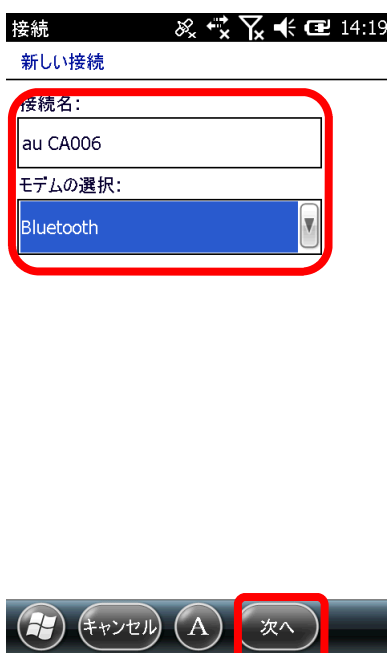 接続 14:19
新しい接続
接続名:
au CA006
モデムの選択:
Bluetooth
キャンセル A 次へ